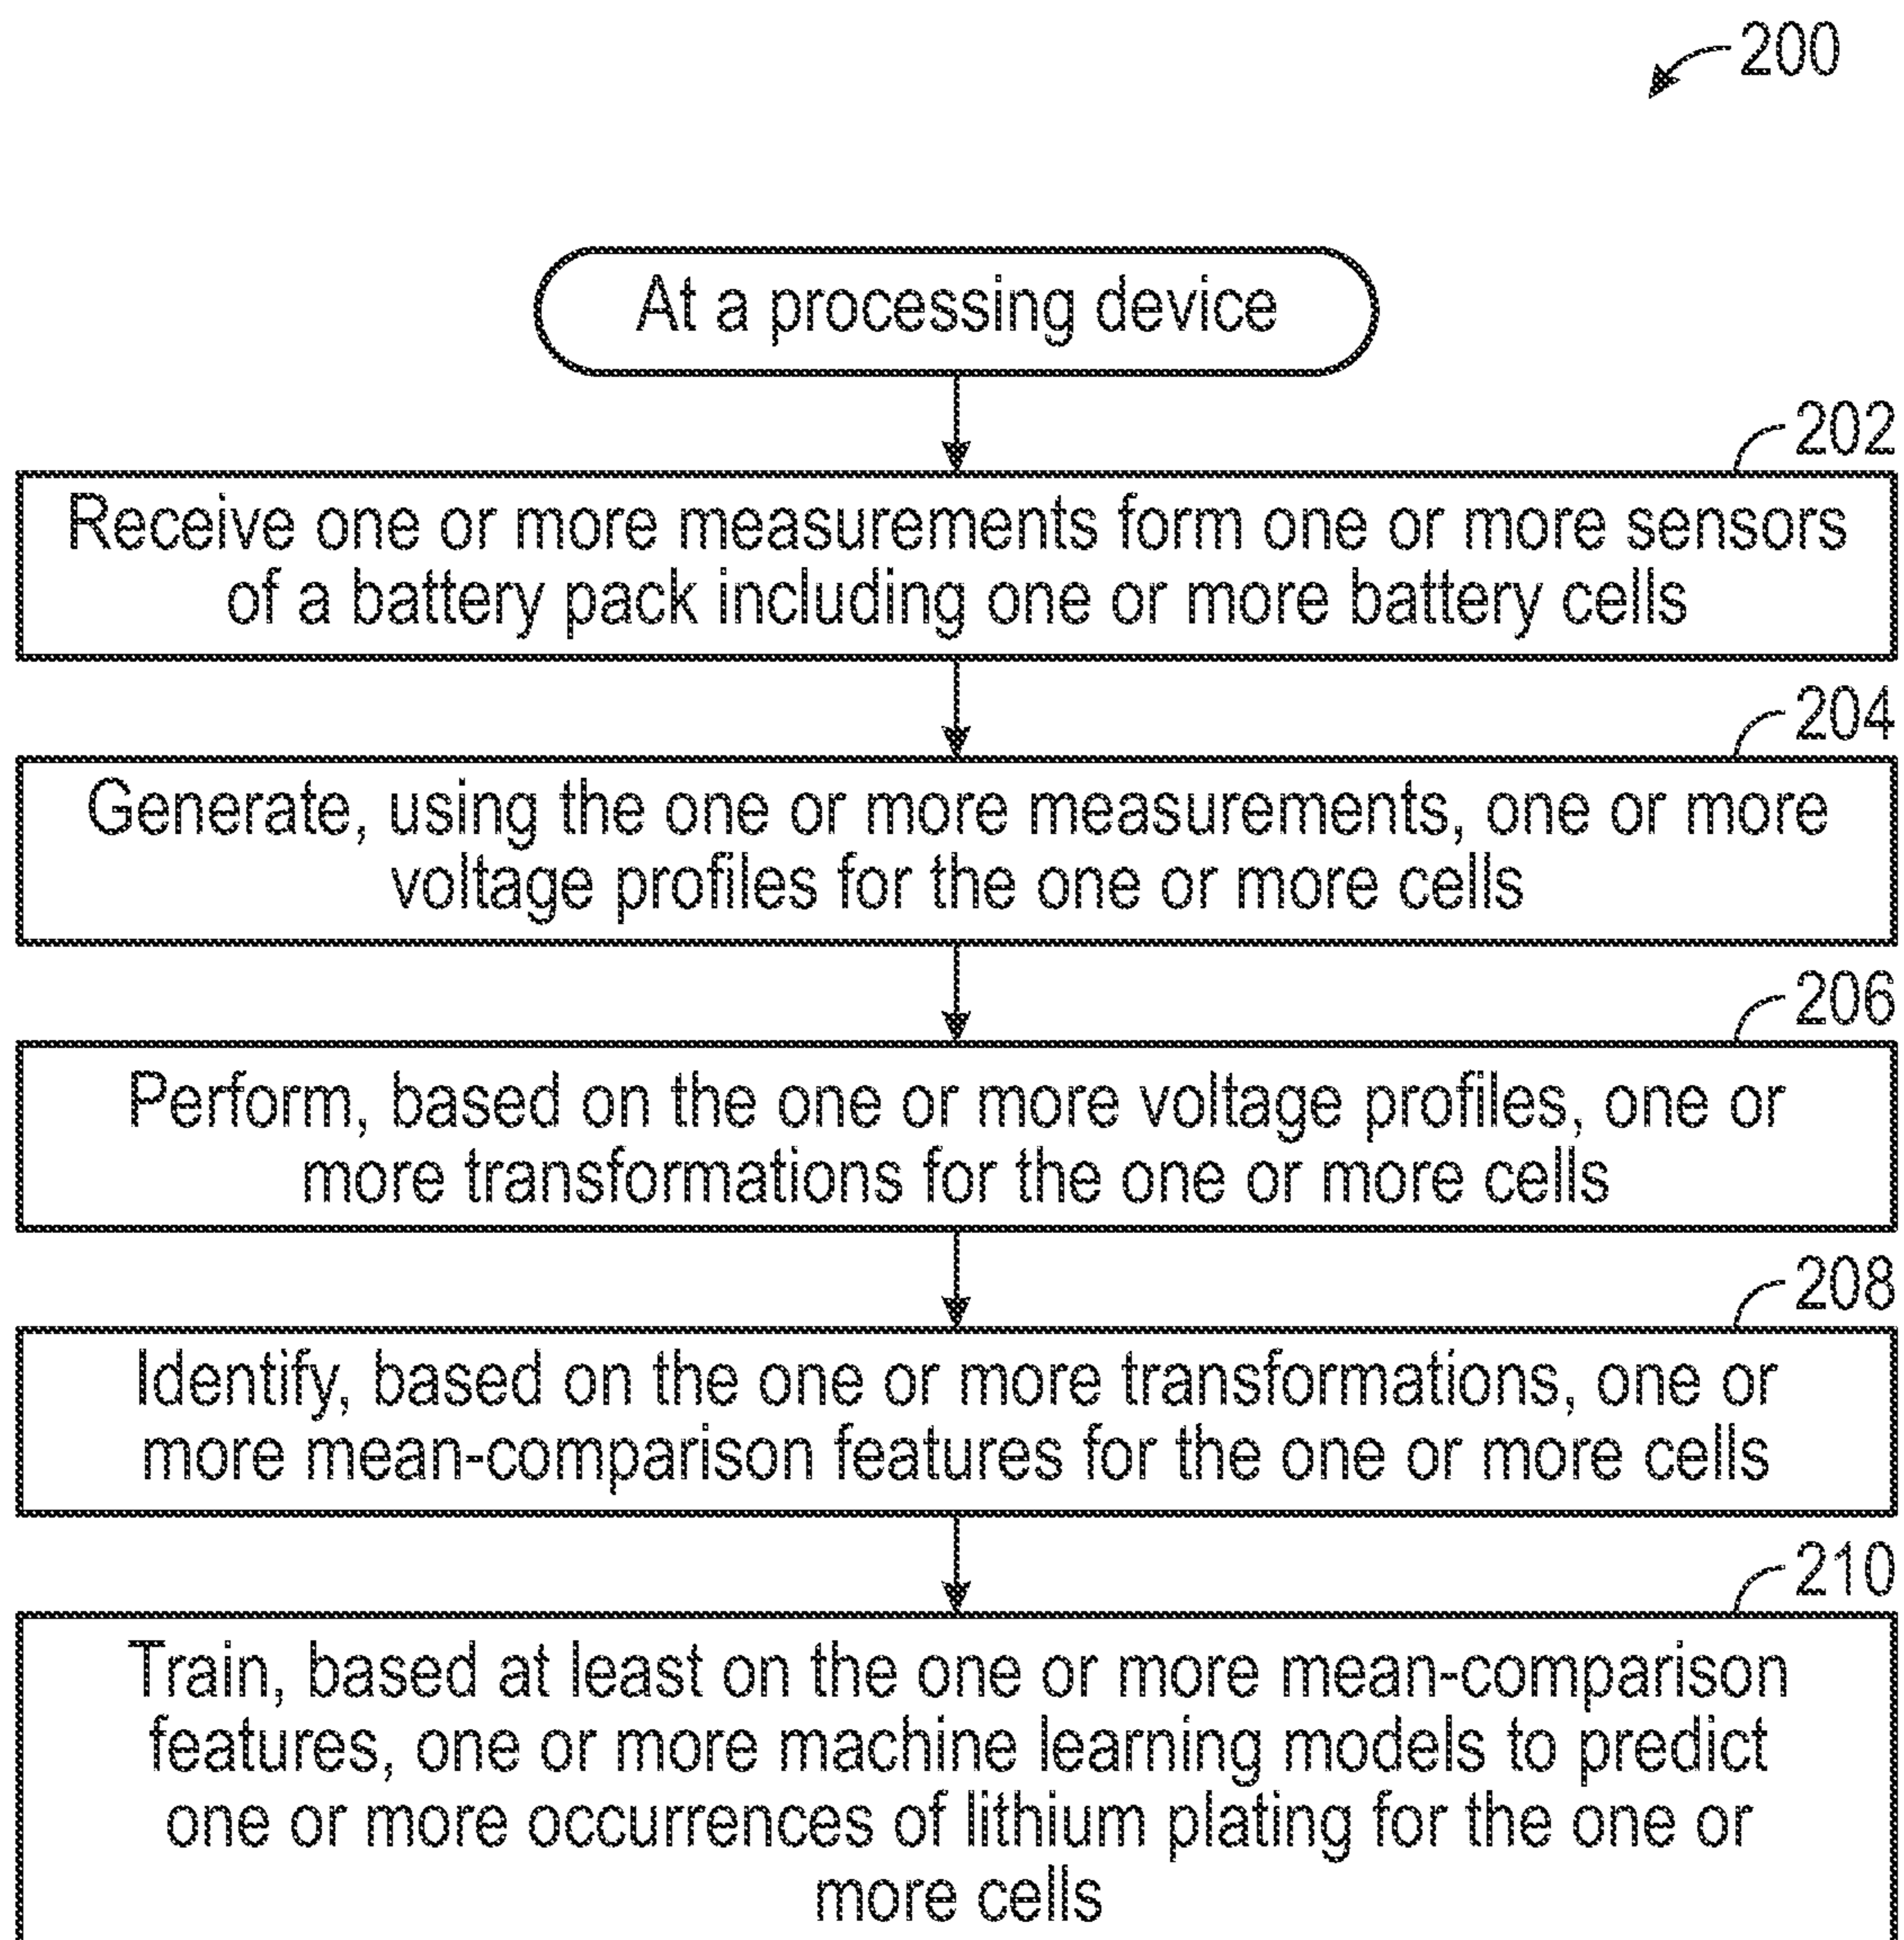 200
At a processing device
202
Receive one or more measurements form one or more sensors
of a battery pack including one or more battery cells
204
Generate, using the one or more measurements, one or more
voltage profiles for the one or more cells
206
Perform, based on the one or more voltage profiles, one or
more transformations for the one or more cells
208
Identify, based on the one or more transformations, one or
more mean-comparison features for the one or more cells
210
Train, based at least on the one or more mean-comparison
features, one or more machine learning models to predict
one or more occurrences of lithium plating for the one or
more cells